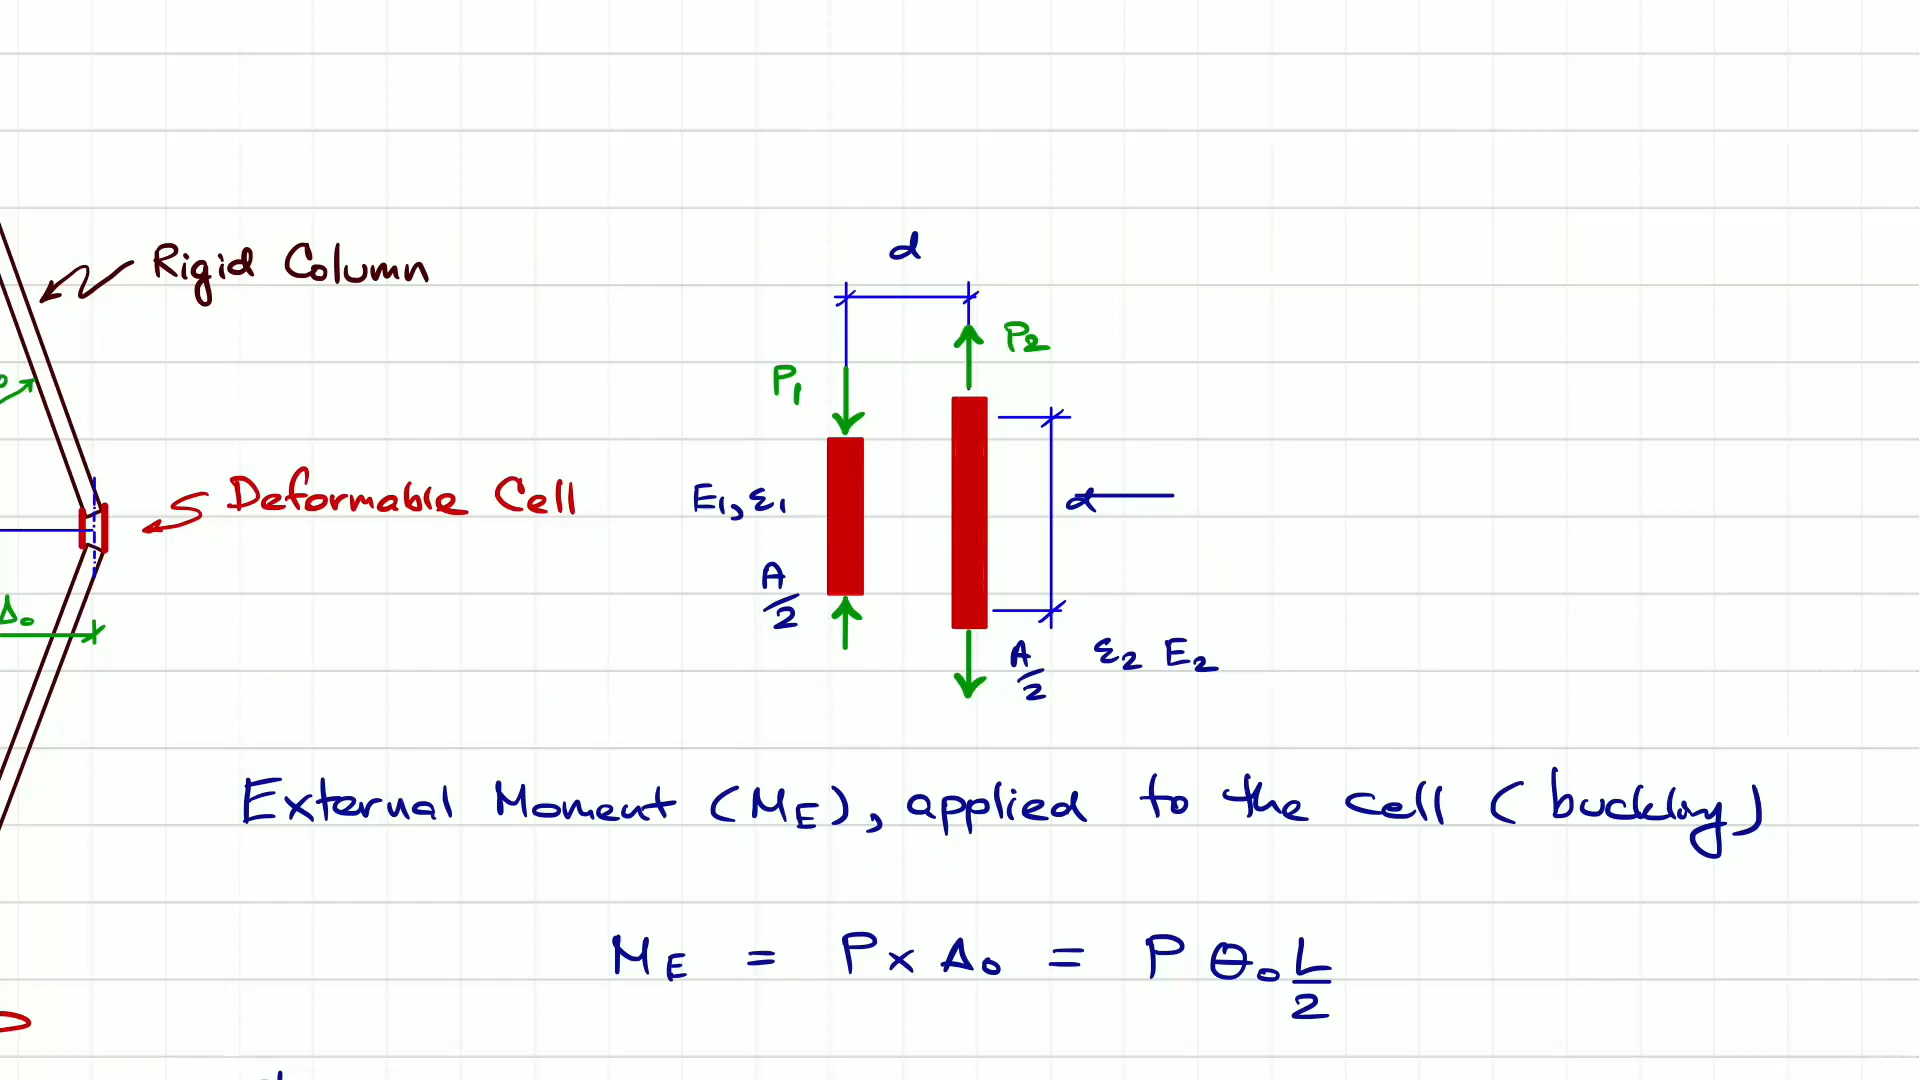 d
Rigid Column
P2
P1
Deformable Cell
E1, ε1
d
A/2
Δ0
A/2 ε2 E2
External Moment (ME), applied to the cell (buckling)
ME = P x Δ0 = P θ0 L/2